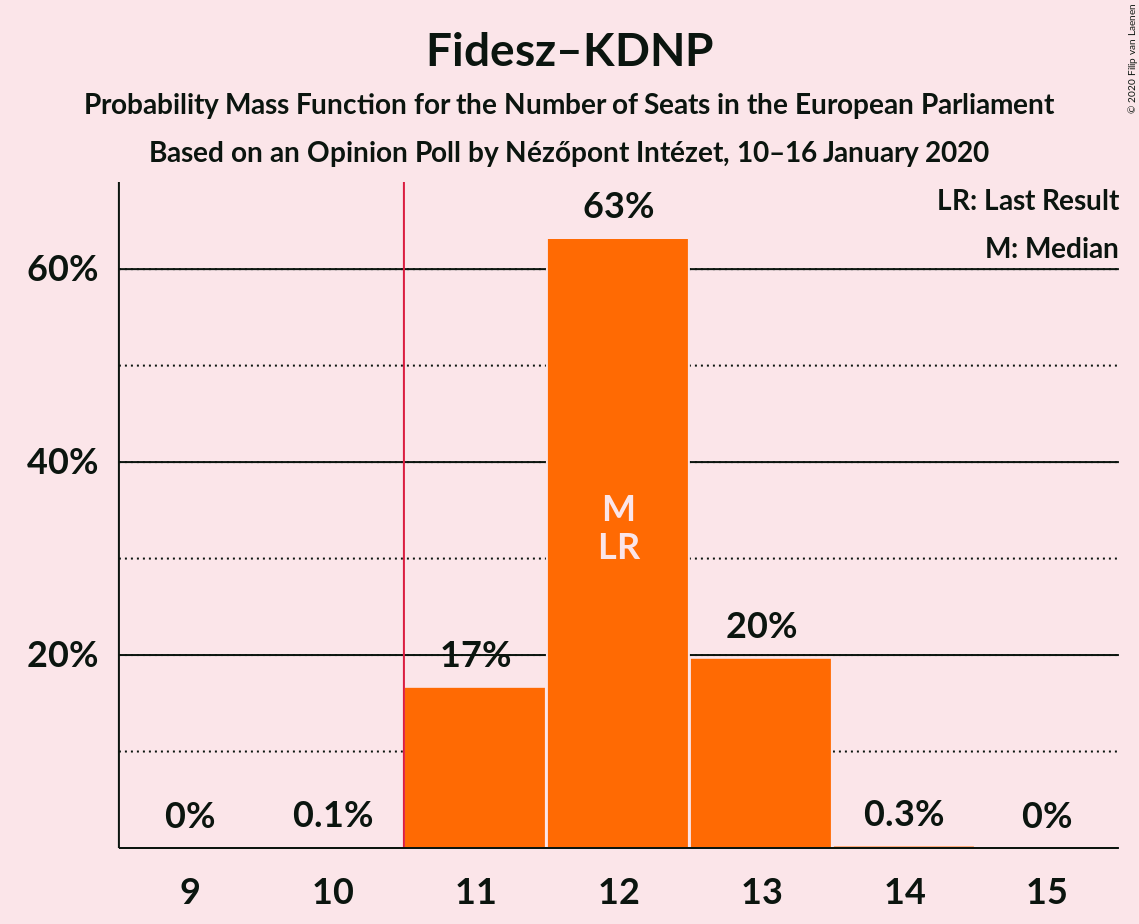 Fidesz–KDNP
Probability Mass Function for the Number of Seats in the European Parliament
Based on an Opinion Poll by Nézőpont Intézet, 10–16 January 2020
© 2020 Filip van Laenen
LR: Last Result
M: Median
60%
40%
20%
0%
0.1%
17%
63%
M
LR
20%
0.3%
0%
9
10
11
12
13
14
15